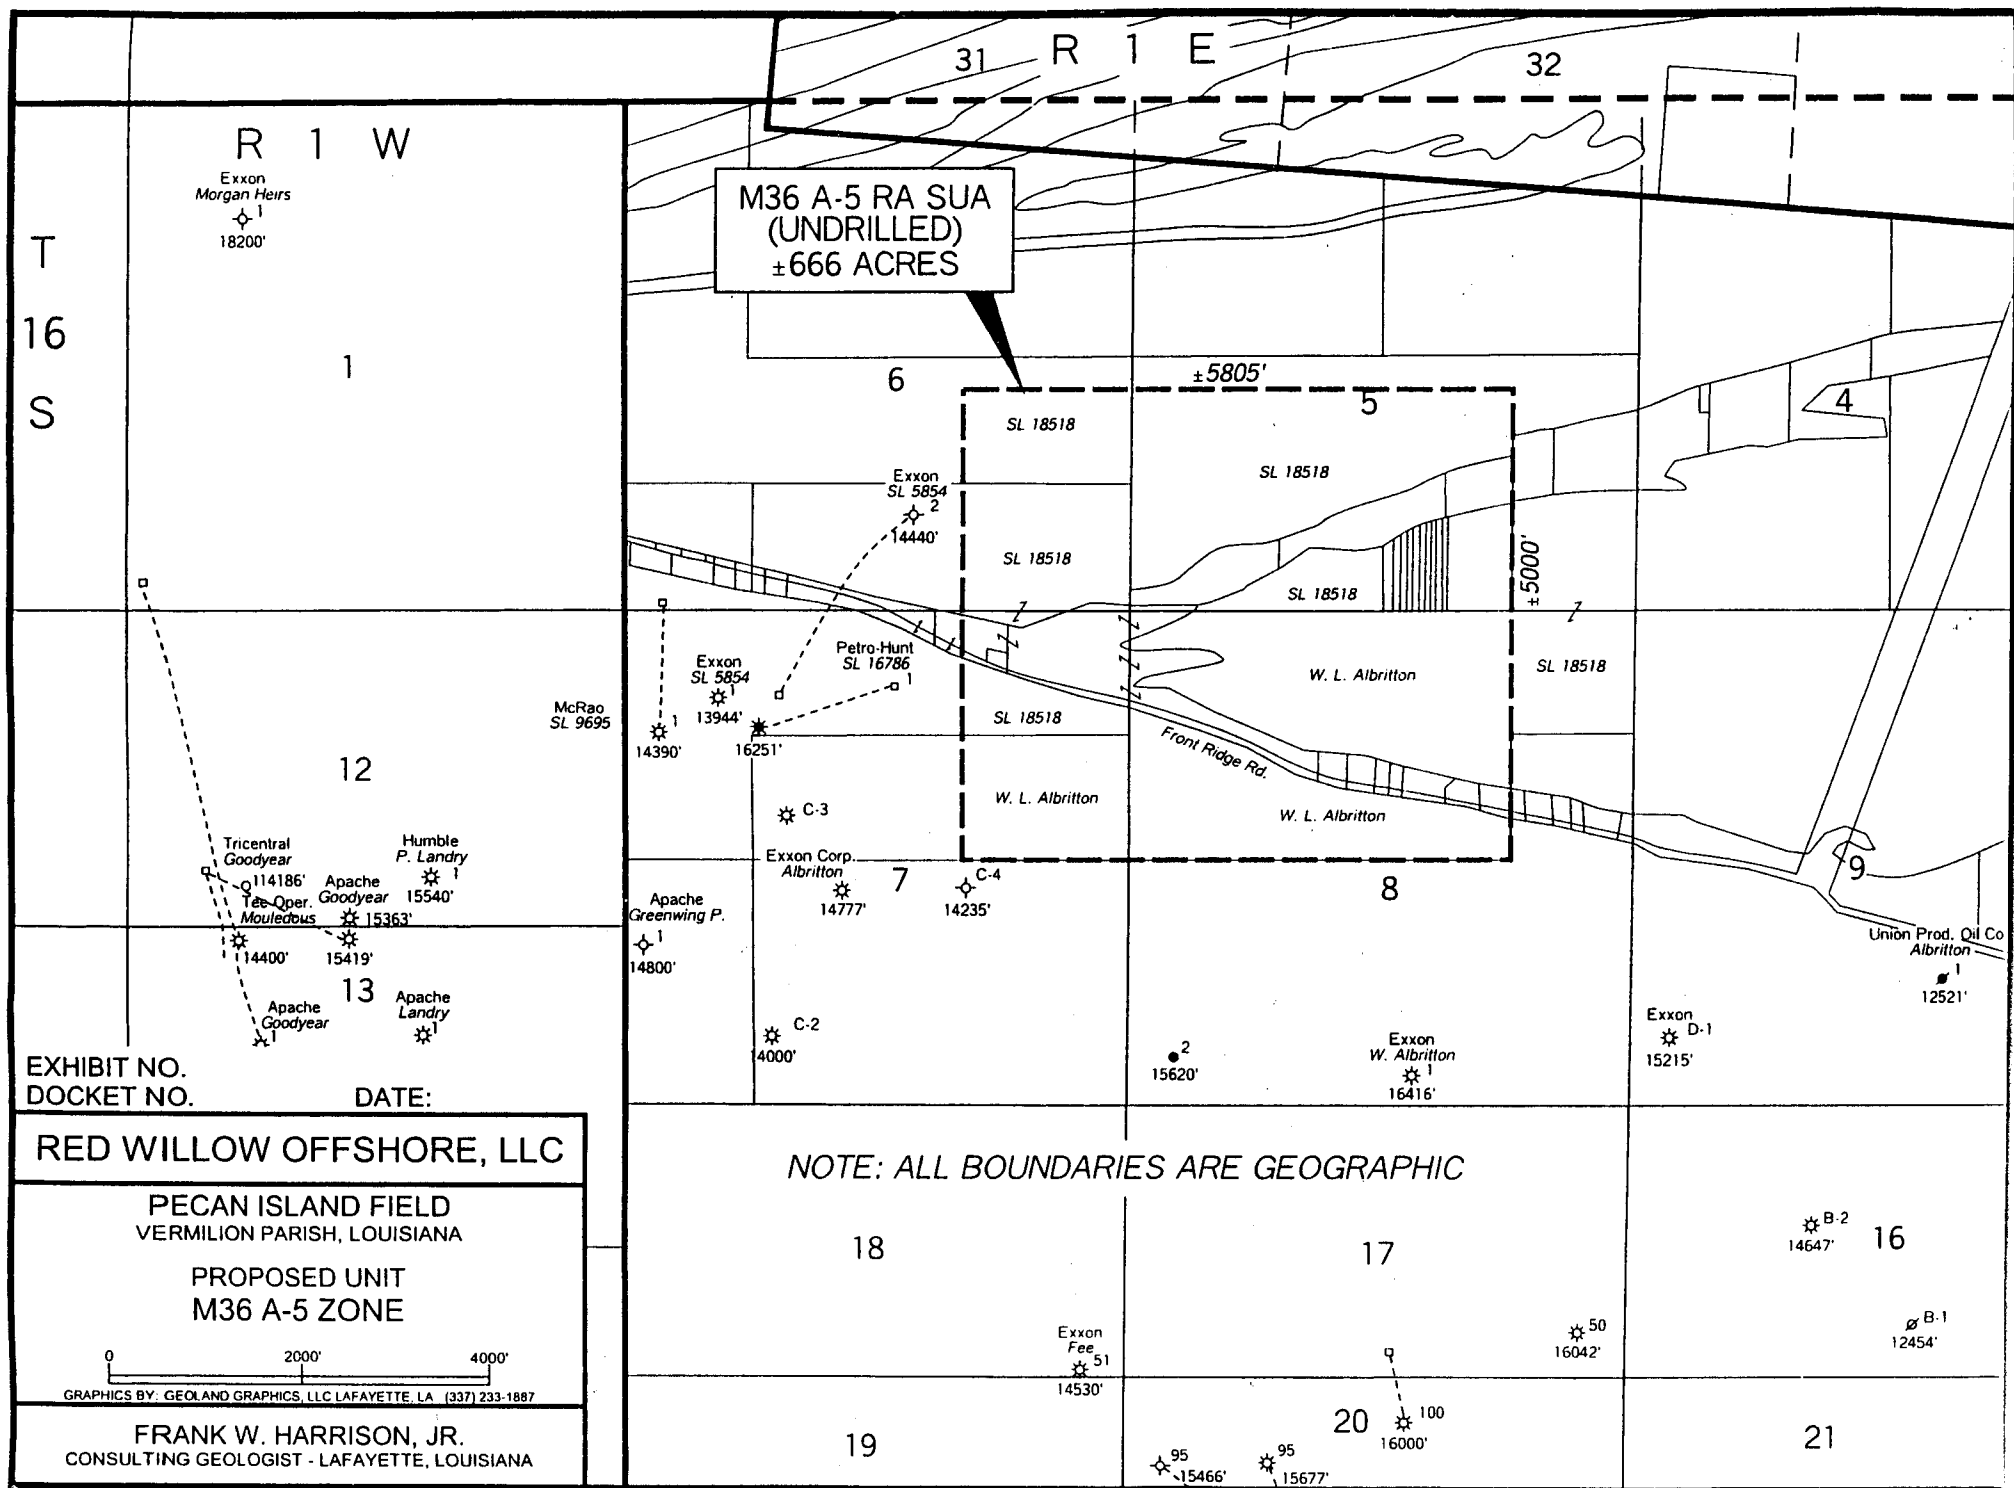 31
R 1 E
32
R 1 W
Exxon
Morgan Heirs
1
18200'
T
16
S
1
M36 A-5 RA SUA
(UNDRILLED)
±666 ACRES
6
±5805'
5
4
SL 18518
SL 18518
Exxon
SL 5854
2
14440'
SL 18518
SL 18518
±5000'
Petro-Hunt
SL 16786
1
Exxon
SL 5854
1
13944'
W. L. Albritton
SL 18518
McRao
SL 9695
1
14390'
16251'
SL 18518
Front Ridge Rd.
12
W. L. Albritton
W. L. Albritton
C-3
Tricentral
Goodyear
114186'
Tee Oper.
Mouledous
Apache
Goodyear
15363'
Humble
P. Landry
1
15540'
Exxon Corp.
Albritton
14777'
7
C-4
14235'
8
9
Apache
Greenwing P.
1
14800'
14400'
15419'
13
Union Prod. Oil Co
Albritton
1
12521'
Apache
Goodyear
1
Apache
Landry
1
C-2
14000'
2
15620'
Exxon
W. Albritton
1
16416'
Exxon
D-1
15215'
EXHIBIT NO.
DOCKET NO. DATE:
RED WILLOW OFFSHORE, LLC
PECAN ISLAND FIELD
VERMILION PARISH, LOUISIANA
PROPOSED UNIT
M36 A-5 ZONE
0 2000' 4000'
GRAPHICS BY: GEOLAND GRAPHICS, LLC LAFAYETTE, LA (337) 233-1887
FRANK W. HARRISON, JR.
CONSULTING GEOLOGIST - LAFAYETTE, LOUISIANA
NOTE: ALL BOUNDARIES ARE GEOGRAPHIC
18
17
B-2
14647'
16
Exxon
Fee
51
14530'
50
16042'
B-1
12454'
19
20
100
16000'
21
95
15466'
95
15677'